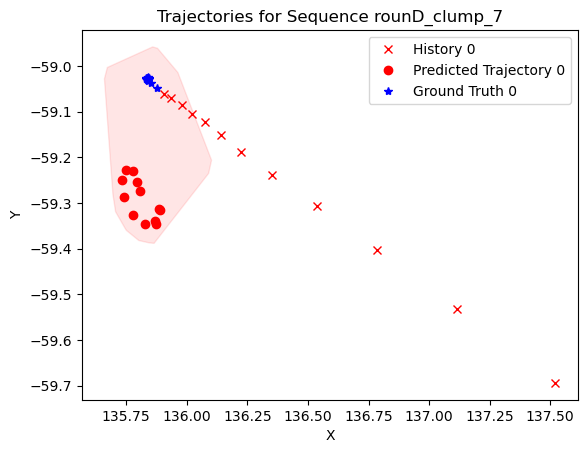 Trajectories for Sequence rounD_clump_7
History 0
Predicted Trajectory 0
Ground Truth 0
Y
−59.0
−59.1
−59.2
−59.3
−59.4
−59.5
−59.6
−59.7
135.75 136.00 136.25 136.50 136.75 137.00 137.25 137.50
X